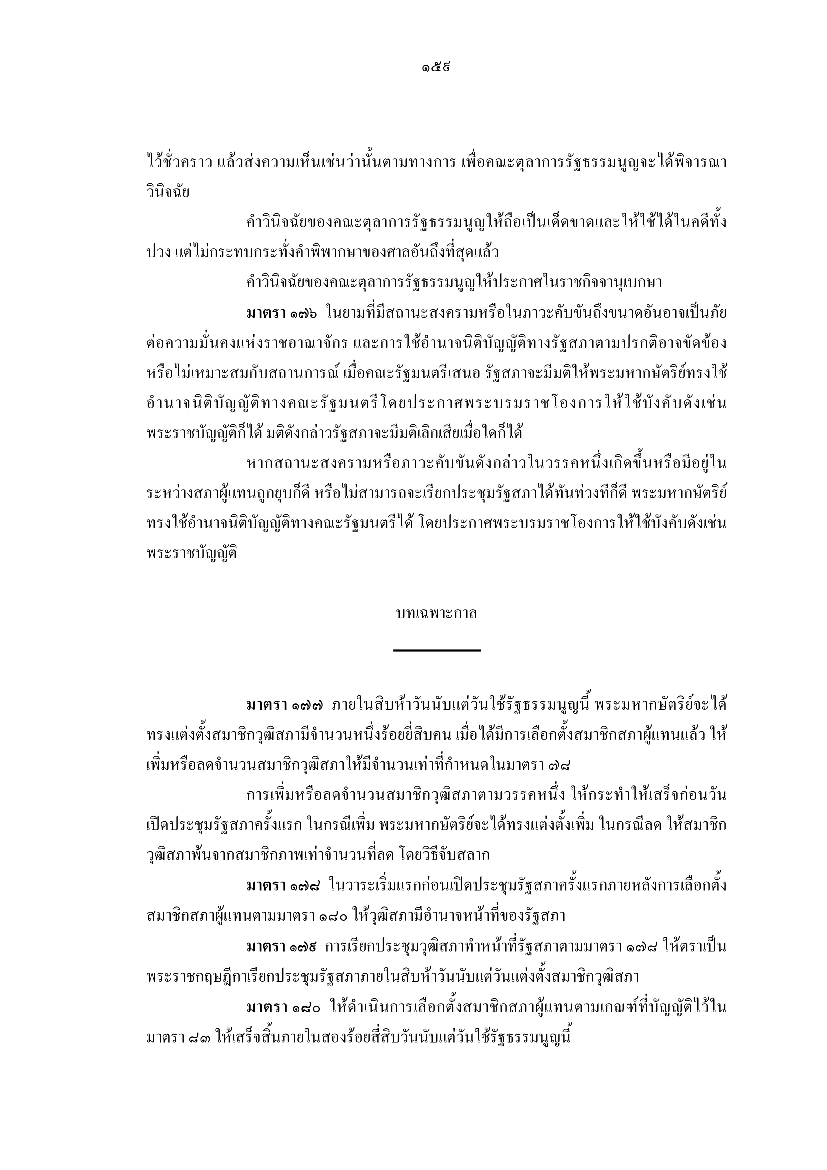 ๑๕๙
ไว้ชั่วคราว แล้วส่งความเห็นเช่นว่านั้นตามทางการ เพื่อคณะตุลาการรัฐธรรมนูญจะได้พิจารณา
วินิจฉัย
คำวินิจฉัยของคณะตุลาการรัฐธรรมนูญให้ถือเป็นเด็ดขาดและให้ใช้ได้ในคดีทั้ง
ปวง แต่ไม่กระทบกระทั่งคำพิพากษาของศาลอันถึงที่สุดแล้ว
คำวินิจฉัยของคณะตุลาการรัฐธรรมนูญให้ประกาศในราชกิจจานุเบกษา
มาตรา ๑๗๖ ในยามที่มีสถานะสงครามหรือในภาวะคับขันถึงขนาดอันอาจเป็นภัย
ต่อความมั่นคงแห่งราชอาณาจักร และการใช้อำนาจนิติบัญญัติทางรัฐสภาตามปรกติอาจขัดข้อง
หรือไม่เหมาะสมกับสถานการณ์ เมื่อคณะรัฐมนตรีเสนอ รัฐสภาจะมีมติให้พระมหากษัตริย์ทรงใช้
อำนาจนิติบัญญัติทางคณะรัฐมนตรีโดยประกาศพระบรมราชโองการให้ใช้บังคับดังเช่น
พระราชบัญญัติก็ได้ มติดังกล่าวรัฐสภาจะมีมติเลิกเสียเมื่อใดก็ได้
หากสถานะสงครามหรือภาวะคับขันดังกล่าวในวรรคหนึ่งเกิดขึ้นหรือมีอยู่ใน
ระหว่างสภาผู้แทนถูกยุบก็ดี หรือไม่สามารถจะเรียกประชุมรัฐสภาได้ทันท่วงทีก็ดี พระมหากษัตริย์
ทรงใช้อำนาจนิติบัญญัติทางคณะรัฐมนตรีได้ โดยประกาศพระบรมราชโองการให้ใช้บังคับดังเช่น
พระราชบัญญัติ
บทเฉพาะกาล
มาตรา ๑๗๗ ภายในสิบห้าวันนับแต่วันใช้รัฐธรรมนูญนี้ พระมหากษัตริย์จะได้
ทรงแต่งตั้งสมาชิกวุฒิสภามีจำนวนหนึ่งร้อยยี่สิบคน เมื่อได้มีการเลือกตั้งสมาชิกสภาผู้แทนแล้ว ให้
เพิ่มหรือลดจำนวนสมาชิกวุฒิสภาให้มีจำนวนเท่าที่กำหนดในมาตรา ๗๘
การเพิ่มหรือลดจำนวนสมาชิกวุฒิสภาตามวรรคหนึ่ง ให้กระทำให้เสร็จก่อนวัน
เปิดประชุมรัฐสภาครั้งแรก ในกรณีเพิ่ม พระมหากษัตริย์จะได้ทรงแต่งตั้งเพิ่ม ในกรณีลด ให้สมาชิก
วุฒิสภาพ้นจากสมาชิกภาพเท่าจำนวนที่ลด โดยวิธีจับสลาก
มาตรา ๑๗๘ ในวาระเริ่มแรกก่อนเปิดประชุมรัฐสภาครั้งแรกภายหลังการเลือกตั้ง
สมาชิกสภาผู้แทนตามมาตรา ๑๘๐ ให้วุฒิสภามีอำนาจหน้าที่ของรัฐสภา
มาตรา ๑๗๙ การเรียกประชุมวุฒิสภาทำหน้าที่รัฐสภาตามมาตรา ๑๗๘ ให้ตราเป็น
พระราชกฤษฎีกาเรียกประชุมรัฐสภาภายในสิบห้าวันนับแต่วันแต่งตั้งสมาชิกวุฒิสภา
มาตรา ๑๘๐ ให้ดำเนินการเลือกตั้งสมาชิกสภาผู้แทนตามเกณฑ์ที่บัญญัติไว้ใน
มาตรา ๘๓ ให้เสร็จสิ้นภายในสองร้อยสี่สิบวันนับแต่วันใช้รัฐธรรมนูญนี้